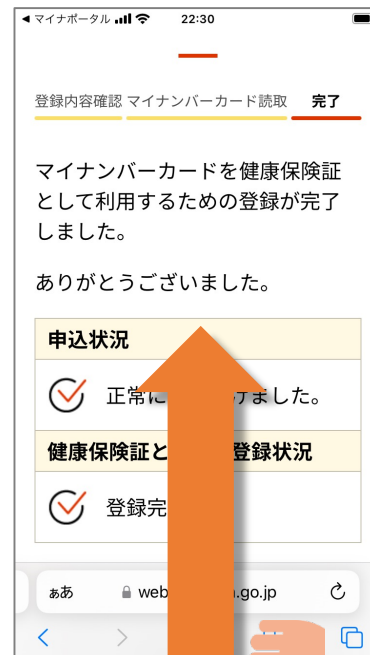 ◀ マイナポータル 22:30
登録内容確認 マイナンバーカード読取 完了
マイナンバーカードを健康保険証
として利用するための登録が完了
しました。
ありがとうございました。
申込状況
正常に けました。
健康保険証と 登録状況
登録完
ぁあ web .go.jp